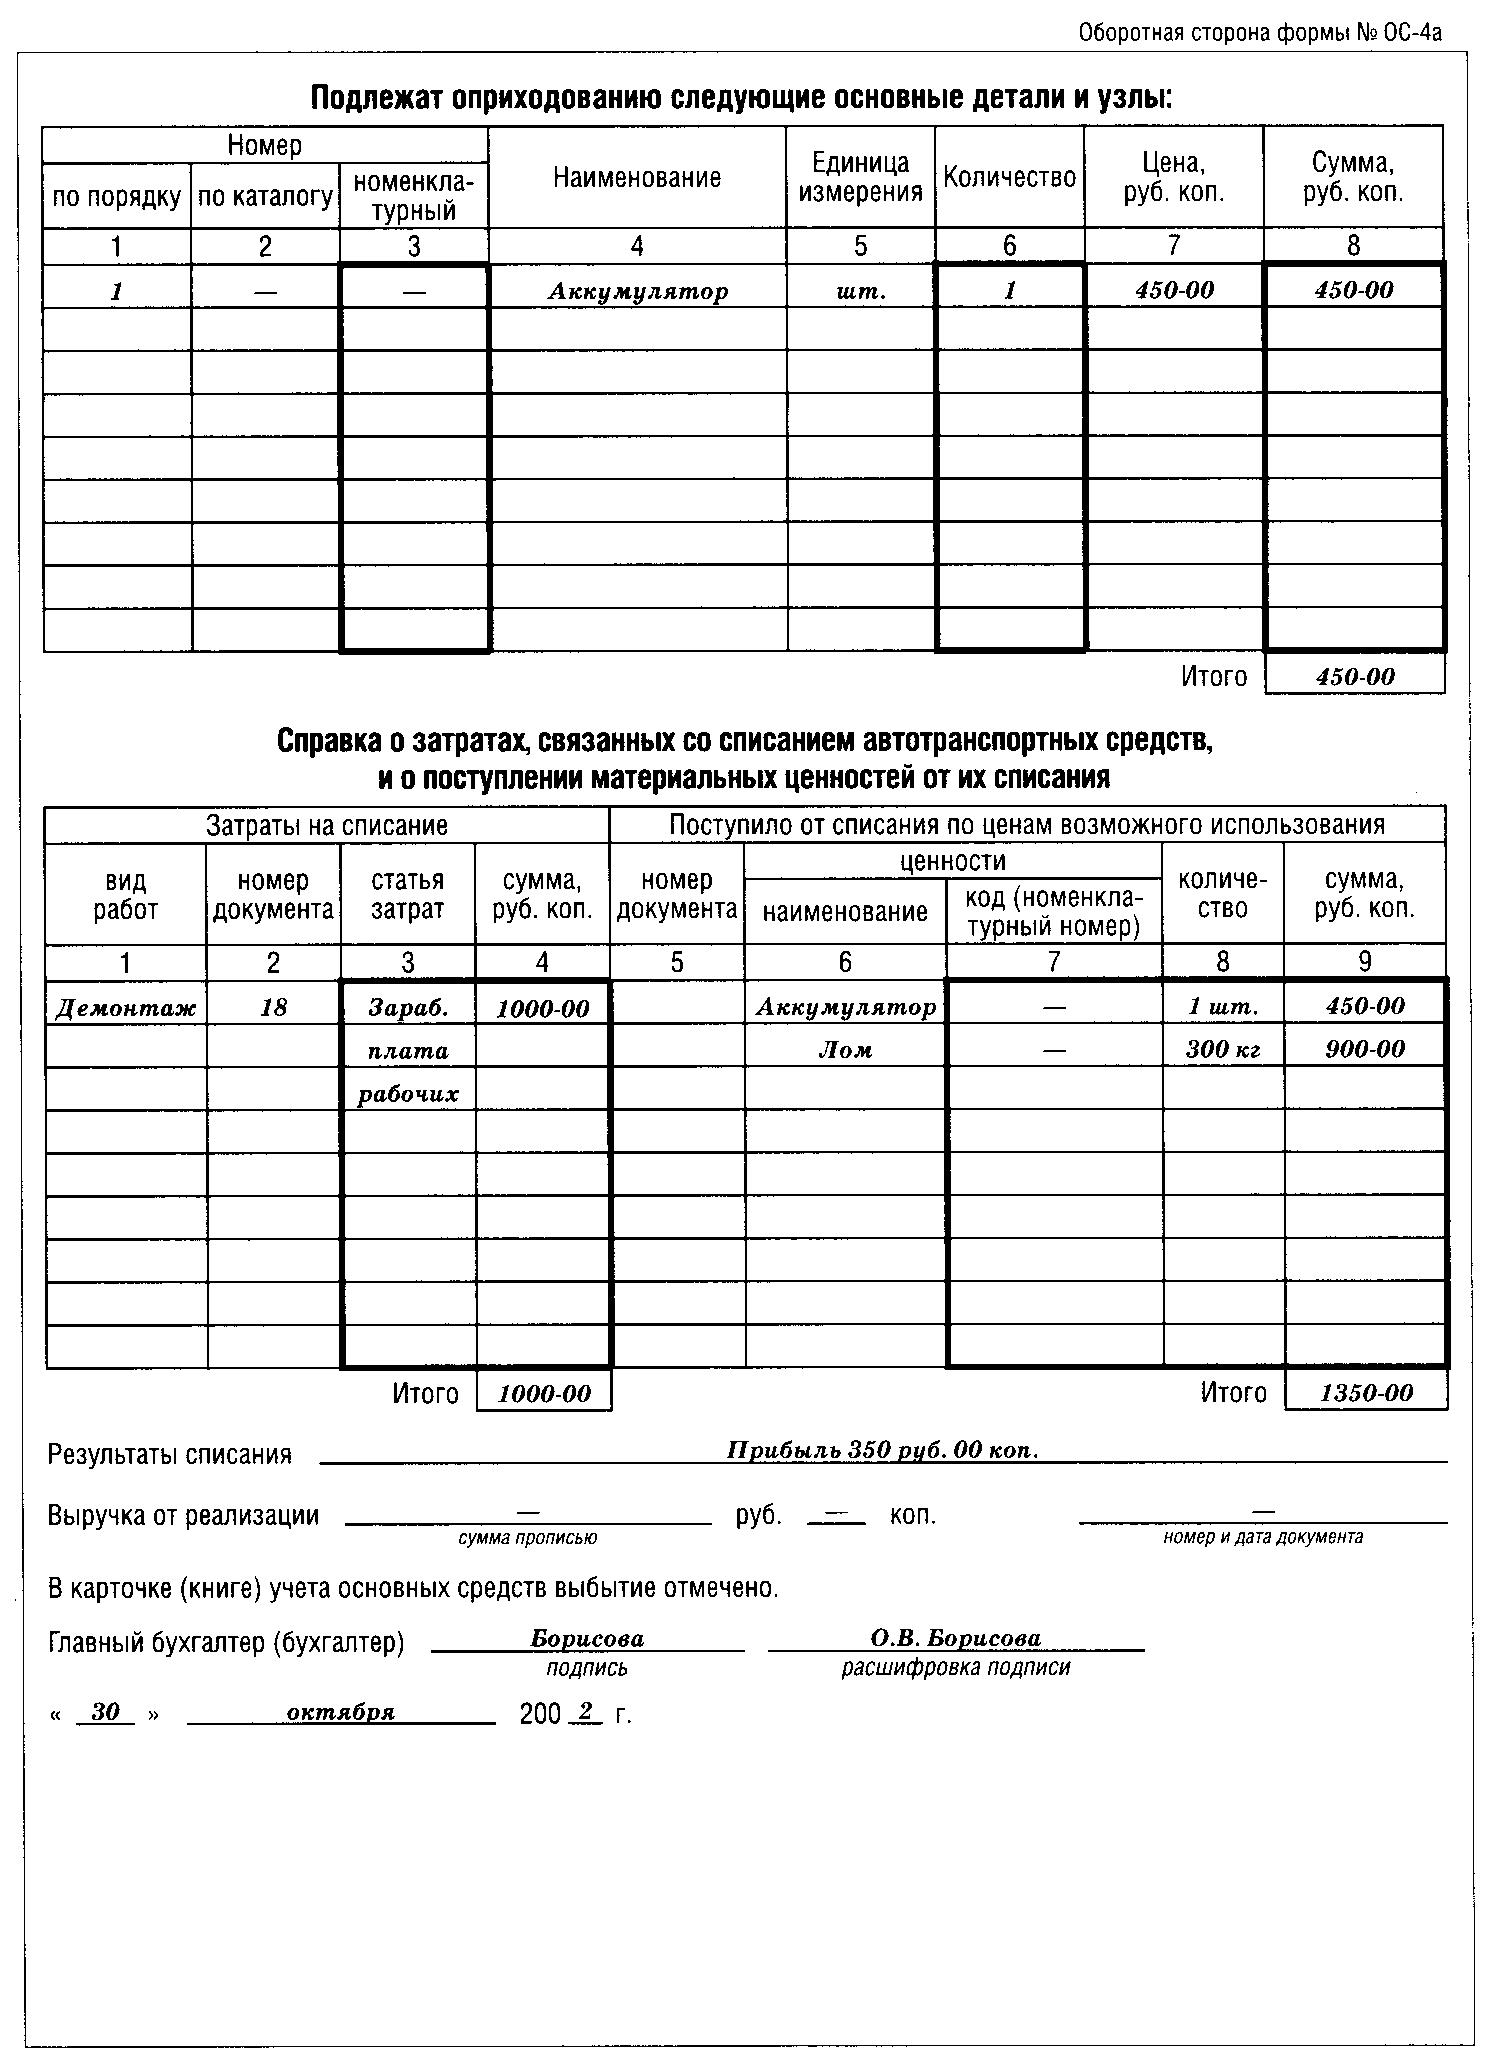 Оборотная сторона формы № ОС-4а
Подлежат оприходованию следующие основные детали и узлы:
Номер
Наименование
Единица измерения
Количество
Цена, руб. коп.
Сумма, руб. коп.
по порядку
по каталогу
номенкла-
турный
1 2 3 4 5 6 7 8
1 — — Аккумулятор шт. 1 450-00 450-00
Итого 450-00
Справка о затратах, связанных со списанием автотранспортных средств,
и о поступлении материальных ценностей от их списания
Затраты на списание
Поступило от списания по ценам возможного использования
вид
работ
номер
документа
статья
затрат
сумма,
руб. коп.
номер
документа
ценности
наименование
код (номенкла-
турный номер)
количе-
ство
сумма,
руб. коп.
1 2 3 4 5 6 7 8 9
Демонтаж 18 Зараб. 1000-00 Аккумулятор — 1 шт. 450-00
плата Лом — 300 кг 900-00
рабочих
Итого 1000-00 Итого 1350-00
Результаты списания Прибыль 350 руб. 00 коп.
Выручка от реализации — руб. — коп. —
сумма прописью номер и дата документа
В карточке (книге) учета основных средств выбытие отмечено.
Главный бухгалтер (бухгалтер) Борисова О.В. Борисова
подпись расшифровка подписи
« 30 » октября 200 2 г.